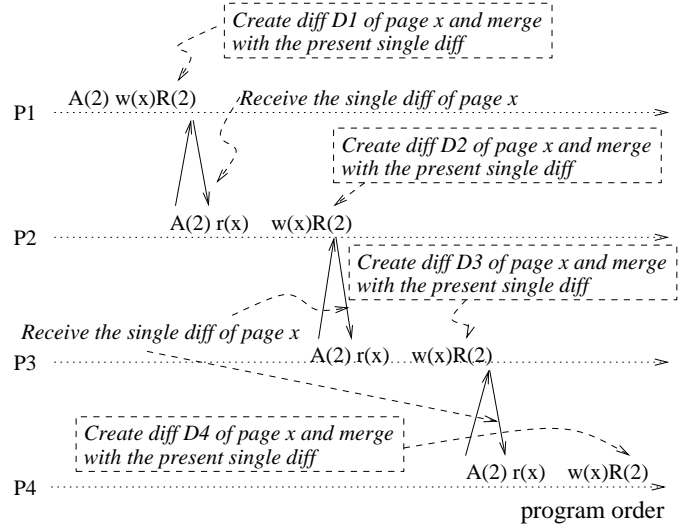 Create diff D1 of page x and merge
with the present single diff
A(2) w(x)R(2)
Receive the single diff of page x
P1
Create diff D2 of page x and merge
with the present single diff
A(2) r(x) w(x)R(2)
P2
Create diff D3 of page x and merge
with the present single diff
Receive the single diff of page x
A(2) r(x) w(x)R(2)
P3
Create diff D4 of page x and merge
with the present single diff
A(2) r(x) w(x)R(2)
P4
program order